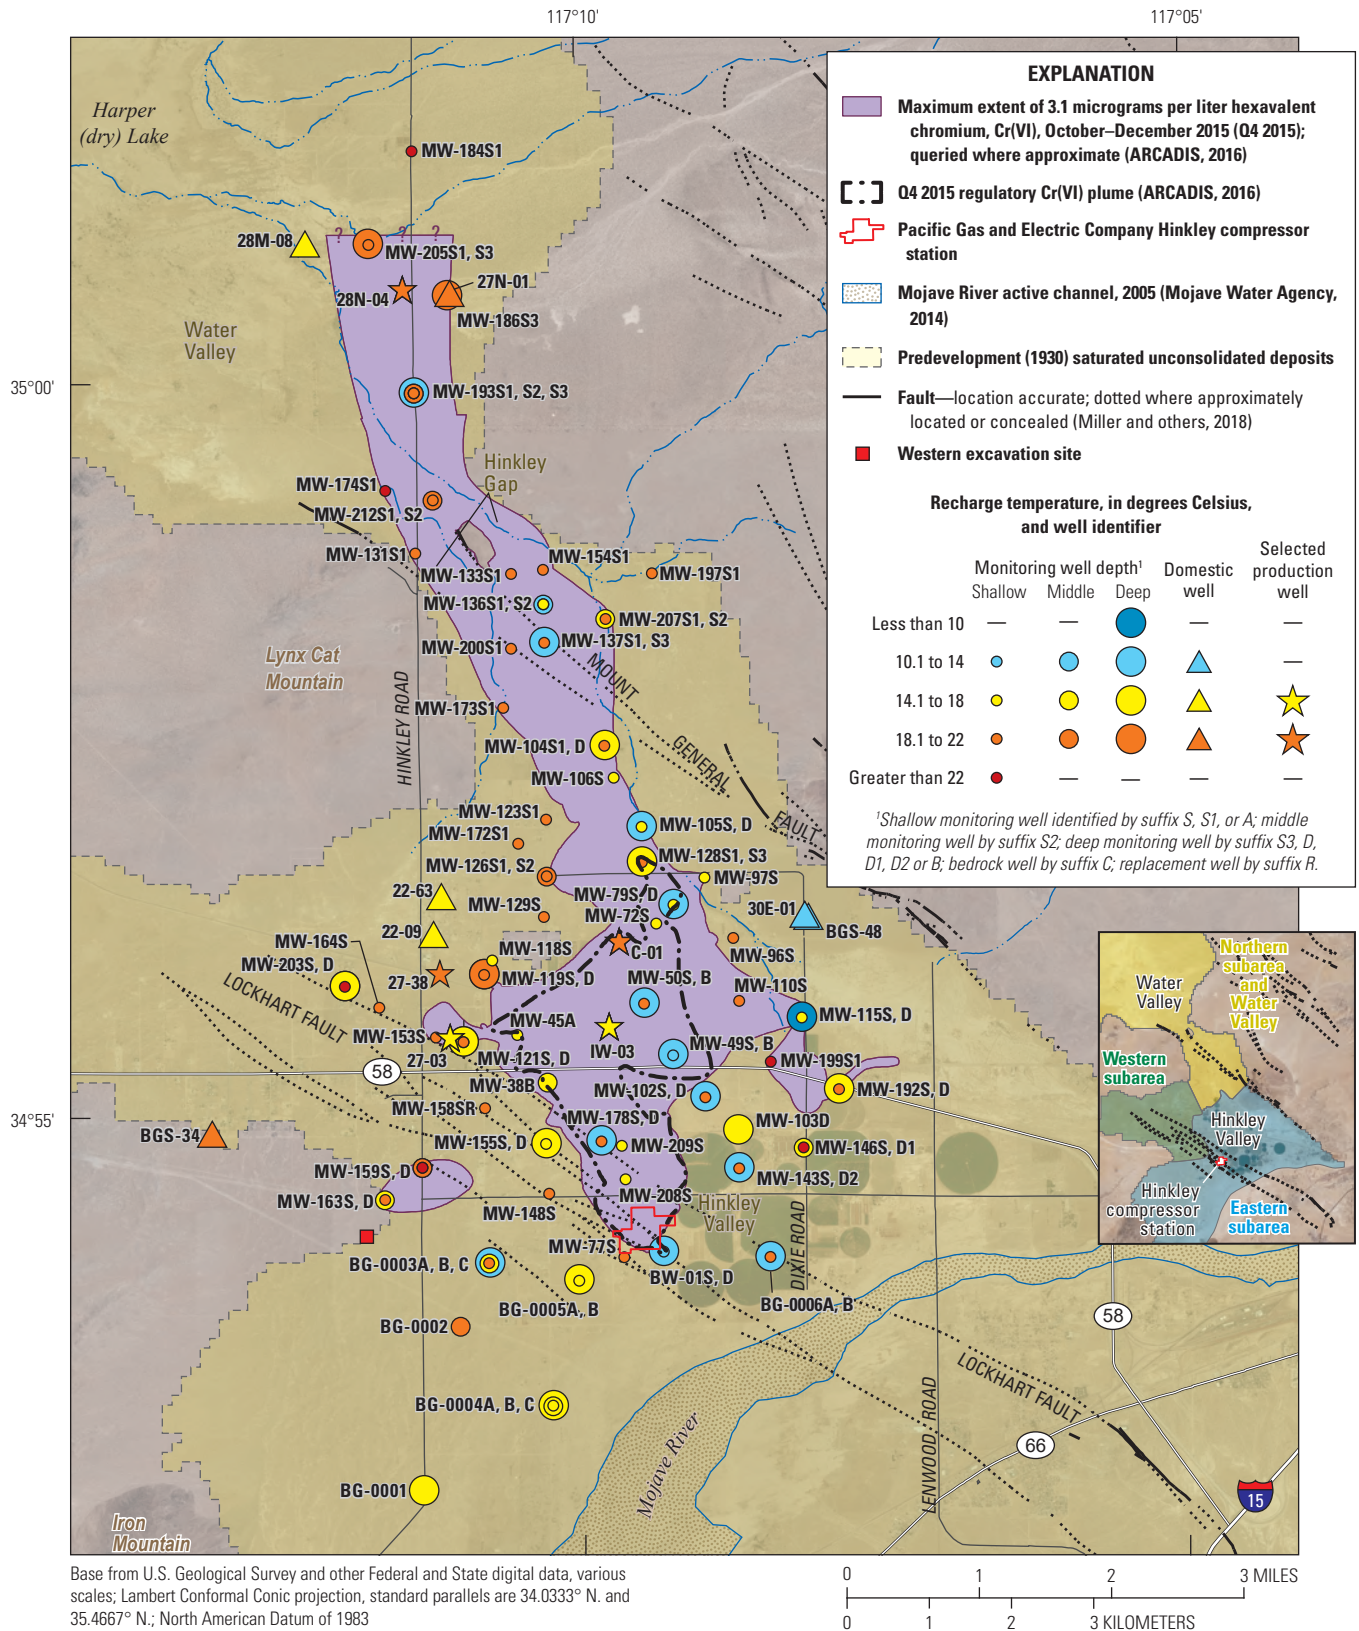 117°10'
117°05'
Harper
(dry) Lake
MW-184S1
28M-08
?
?
?
MW-205S1, S3
28N-04
27N-01
MW-186S3
Water
Valley
35°00'
MW-193S1, S2, S3
Hinkley
Gap
MW-174S1
MW-212S1, S2
MW-131S1
MW-154S1
MW-133S1
MW-197S1
MW-136S1, S2
MW-207S1, S2
MW-137S1, S3
MW-200S1
Lynx Cat
Mountain
MOUNT
GENERAL
FAULT
HINKLEY ROAD
MW-173S1
MW-104S1, D
MW-106S
MW-123S1
MW-105S, D
MW-172S1
MW-128S1, S3
MW-126S1, S2
MW-97S
22-63
MW-79S, D
MW-129S
MW-72S
30E-01
22-09
BGS-48
MW-164S
MW-118S
C-01
MW-96S
MW-203S, D
27-38
MW-119S, D
MW-50S, B
MW-110S
LOCKHART FAULT
MW-45A
MW-115S, D
MW-153S
IW-03
MW-49S, B
27-03
MW-121S, D
MW-199S1
58
MW-38B
MW-102S, D
MW-192S, D
MW-158SR
MW-178S, D
MW-103D
34°55'
BGS-34
MW-155S, D
MW-209S
MW-146S, D1
MW-159S, D
MW-143S, D2
MW-163S, D
MW-208S
Hinkley
Valley
MW-148S
MW-77S
DIXIE ROAD
BG-0003A, B, C
BW-01S, D
BG-0005A, B
BG-0006A, B
BG-0002
58
LOCKHART FAULT
LENWOOD ROAD
BG-0004A, B, C
66
Mojave River
BG-0001
15
Iron
Mountain
EXPLANATION
Maximum extent of 3.1 micrograms per liter hexavalent
chromium, Cr(VI), October–December 2015 (Q4 2015);
queried where approximate (ARCADIS, 2016)
Q4 2015 regulatory Cr(VI) plume (ARCADIS, 2016)
Pacific Gas and Electric Company Hinkley compressor
station
Mojave River active channel, 2005 (Mojave Water Agency,
2014)
Predevelopment (1930) saturated unconsolidated deposits
Fault—location accurate; dotted where approximately
located or concealed (Miller and others, 2018)
Western excavation site
Recharge temperature, in degrees Celsius,
and well identifier
Monitoring well depth¹ Domestic well Selected production well
Shallow Middle Deep
Less than 10 — — — —
10.1 to 14 —
14.1 to 18
18.1 to 22
Greater than 22 — — — —
¹Shallow monitoring well identified by suffix S, S1, or A; middle
monitoring well by suffix S2; deep monitoring well by suffix S3, D,
D1, D2 or B; bedrock well by suffix C; replacement well by suffix R.
Northern
subarea
and
Water
Valley
Water
Valley
Western
subarea
Hinkley
Valley
Hinkley
compressor
station
Eastern
subarea
Base from U.S. Geological Survey and other Federal and State digital data, various
scales; Lambert Conformal Conic projection, standard parallels are 34.0333° N. and
35.4667° N.; North American Datum of 1983
0 1 2 3 MILES
0 1 2 3 KILOMETERS